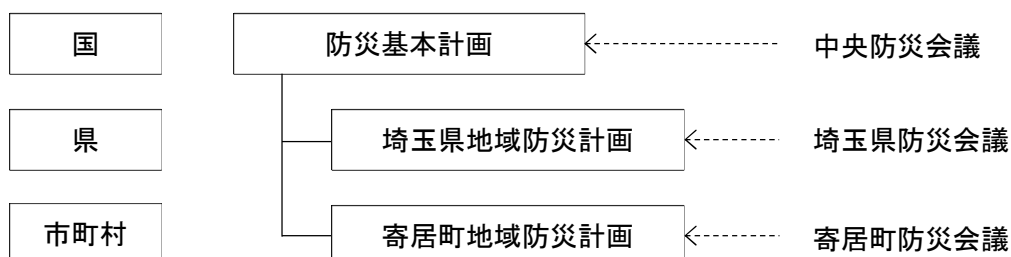 国 防災基本計画 中央防災会議
県 埼玉県地域防災計画 埼玉県防災会議
市町村 寄居町地域防災計画 寄居町防災会議